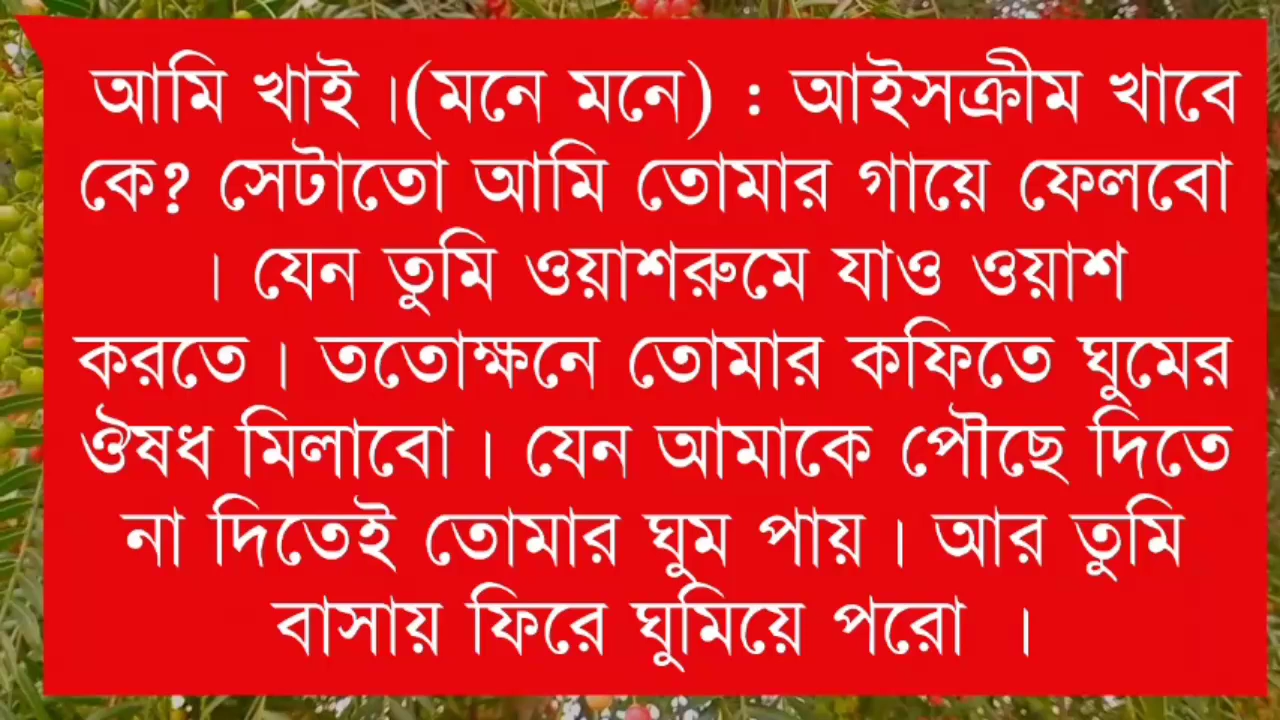 আমি খাই ।(মনে মনে) : আইসক্রীম খাবে
কে? সেটাতো আমি তোমার গায়ে ফেলবো
। যেন তুমি ওয়াশরুমে যাও ওয়াশ
করতে । ততোক্ষনে তোমার কফিতে ঘুমের
ঔষধ মিলাবো । যেন আমাকে পৌছে দিতে
না দিতেই তোমার ঘুম পায় । আর তুমি
বাসায় ফিরে ঘুমিয়ে পরো ।